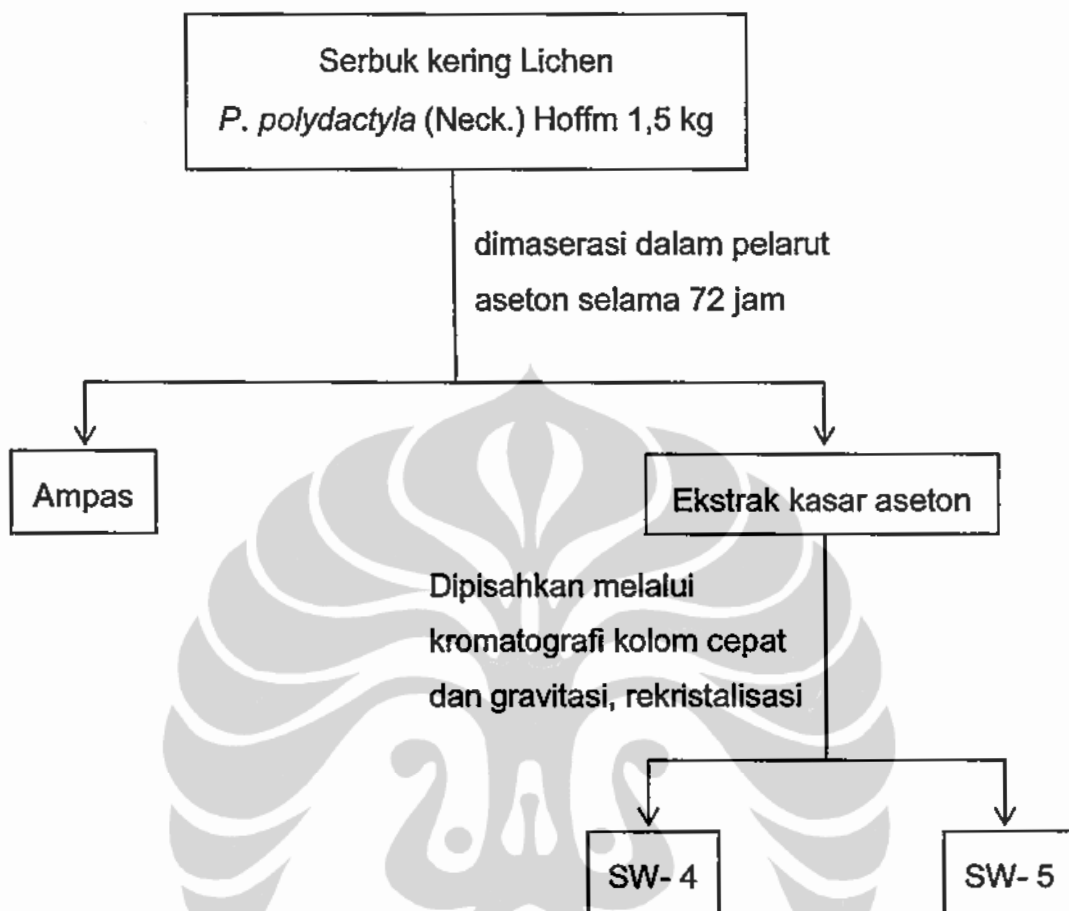 Serbuk kering Lichen
P. polydactyla (Neck.) Hoffm 1,5 kg
dimaserasi dalam pelarut
aseton selama 72 jam
Ampas
Ekstrak kasar aseton
Dipisahkan melalui
kromatografi kolom cepat
dan gravitasi, rekristalisasi
SW- 4
SW- 5